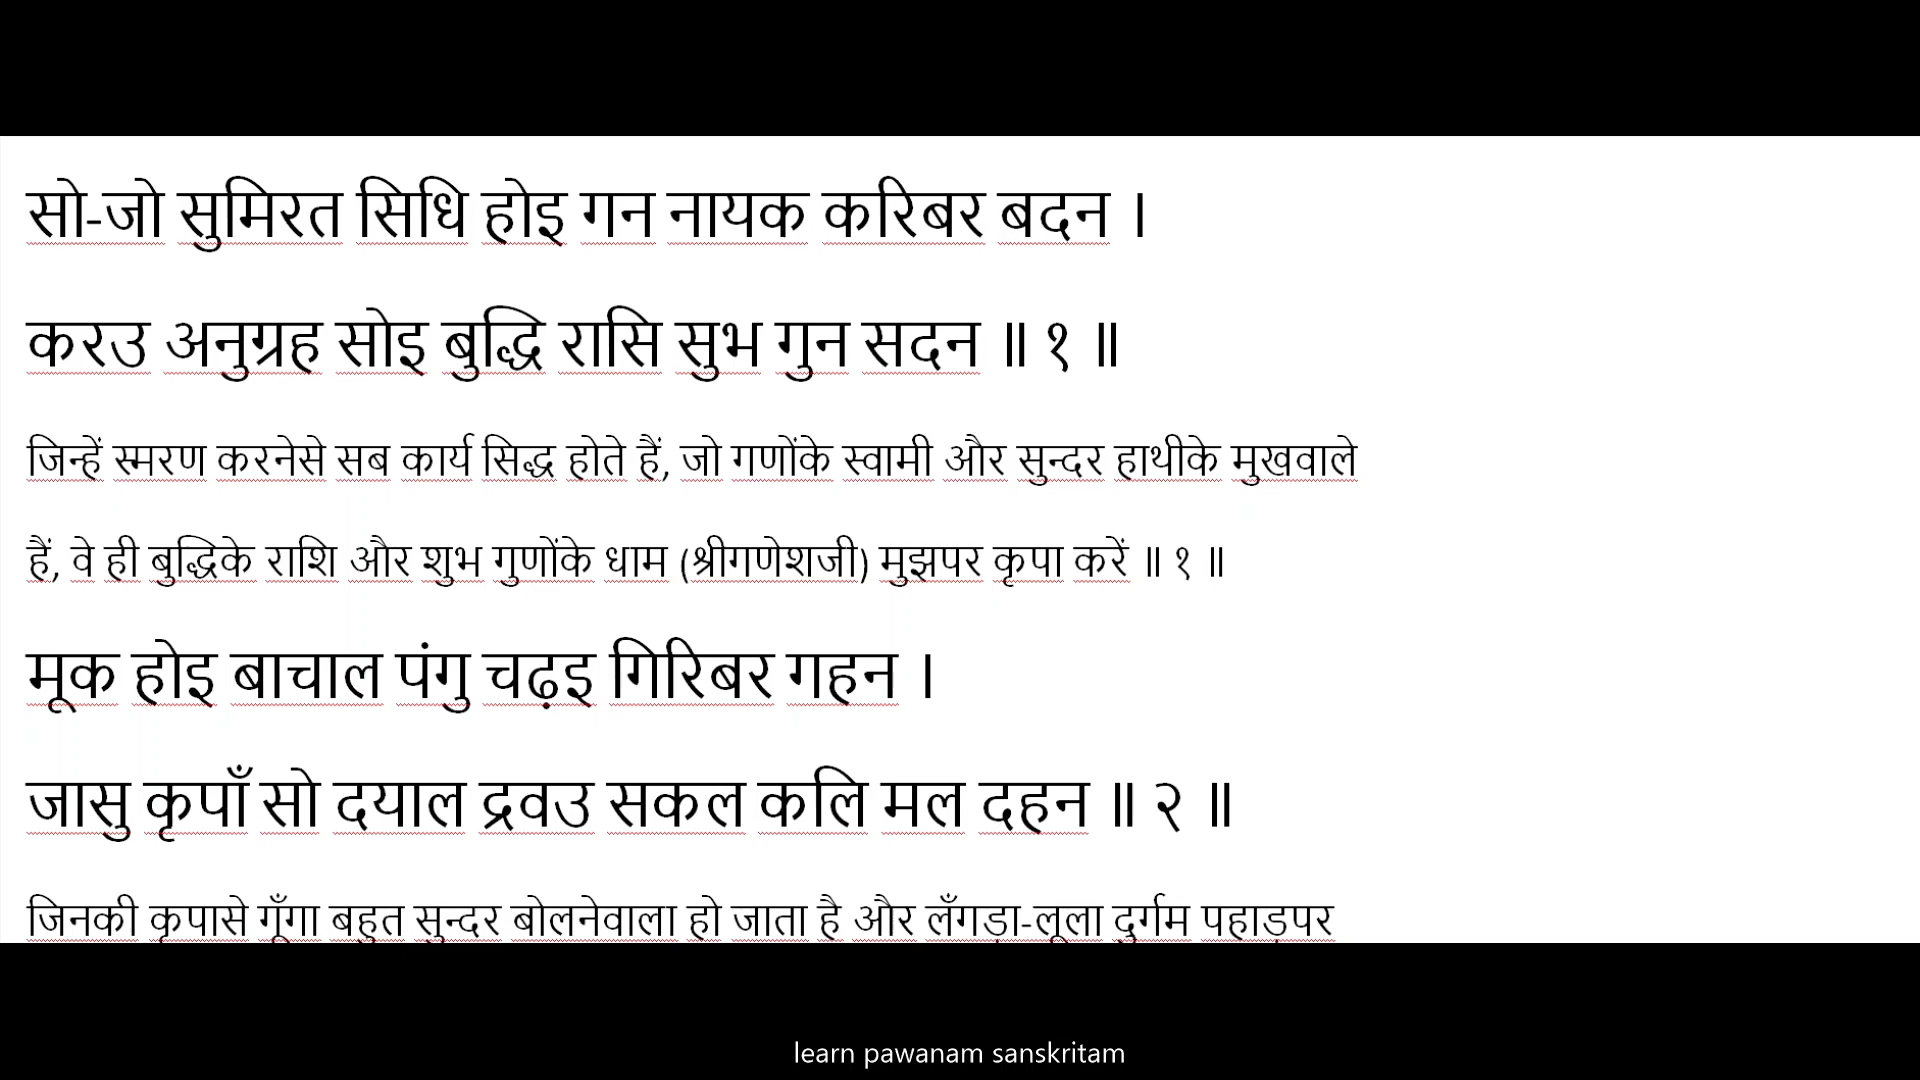 सो-जो सुमिरत सिधि होइ गन नायक करिबर बदन ।
करउ अनुग्रह सोइ बुद्धि रासि सुभ गुन सदन ॥ १ ॥
जिन्हें स्मरण करनेसे सब कार्य सिद्ध होते हैं, जो गणोंके स्वामी और सुन्दर हाथीके मुखवाले
हैं, वे ही बुद्धिके राशि और शुभ गुणोंके धाम (श्रीगणेशजी) मुझपर कृपा करें ॥ १ ॥
मूक होइ बाचाल पंगु चढ़इ गिरिबर गहन ।
जासु कृपाँ सो दयाल द्रवउ सकल कलि मल दहन ॥ २ ॥
जिनकी कृपासे गूँगा बहुत सुन्दर बोलनेवाला हो जाता है और लँगड़ा-लूला दुर्गम पहाड़पर
learn pawanam sanskritam